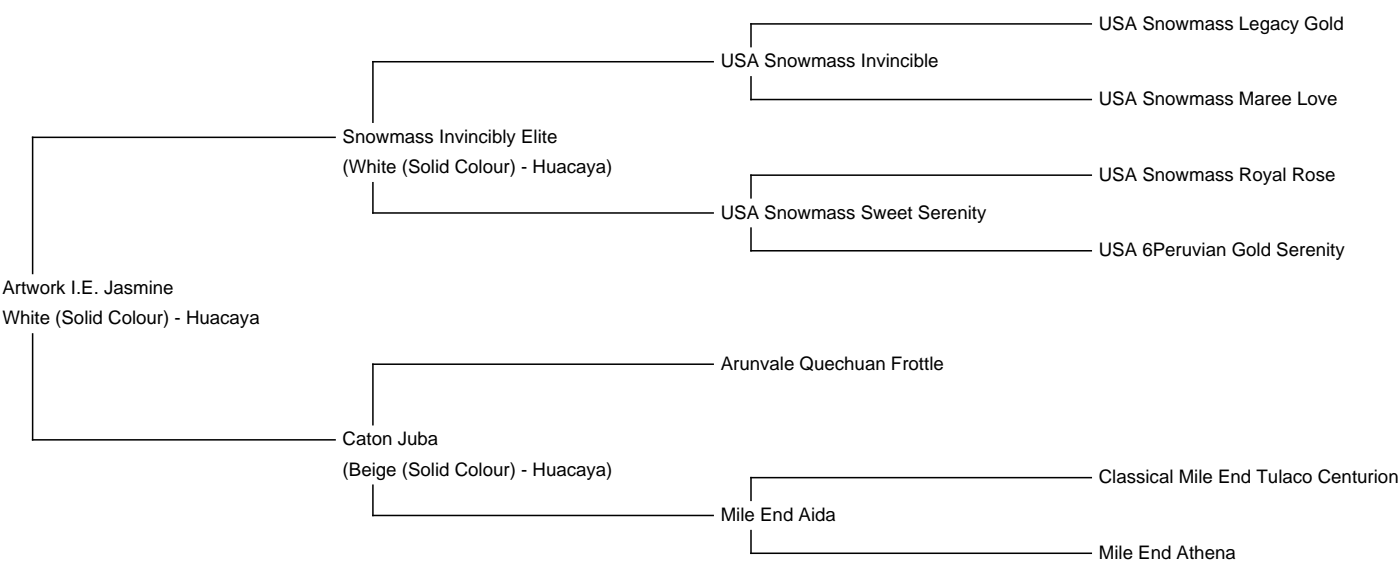 USA Snowmass Legacy Gold
USA Snowmass Invincible
USA Snowmass Maree Love
Snowmass Invincibly Elite
(White (Solid Colour) - Huacaya)
USA Snowmass Royal Rose
USA Snowmass Sweet Serenity
USA 6Peruvian Gold Serenity
Artwork I.E. Jasmine
White (Solid Colour) - Huacaya
Arunvale Quechuan Frottle
Caton Juba
(Beige (Solid Colour) - Huacaya)
Classical Mile End Tulaco Centurion
Mile End Aida
Mile End Athena